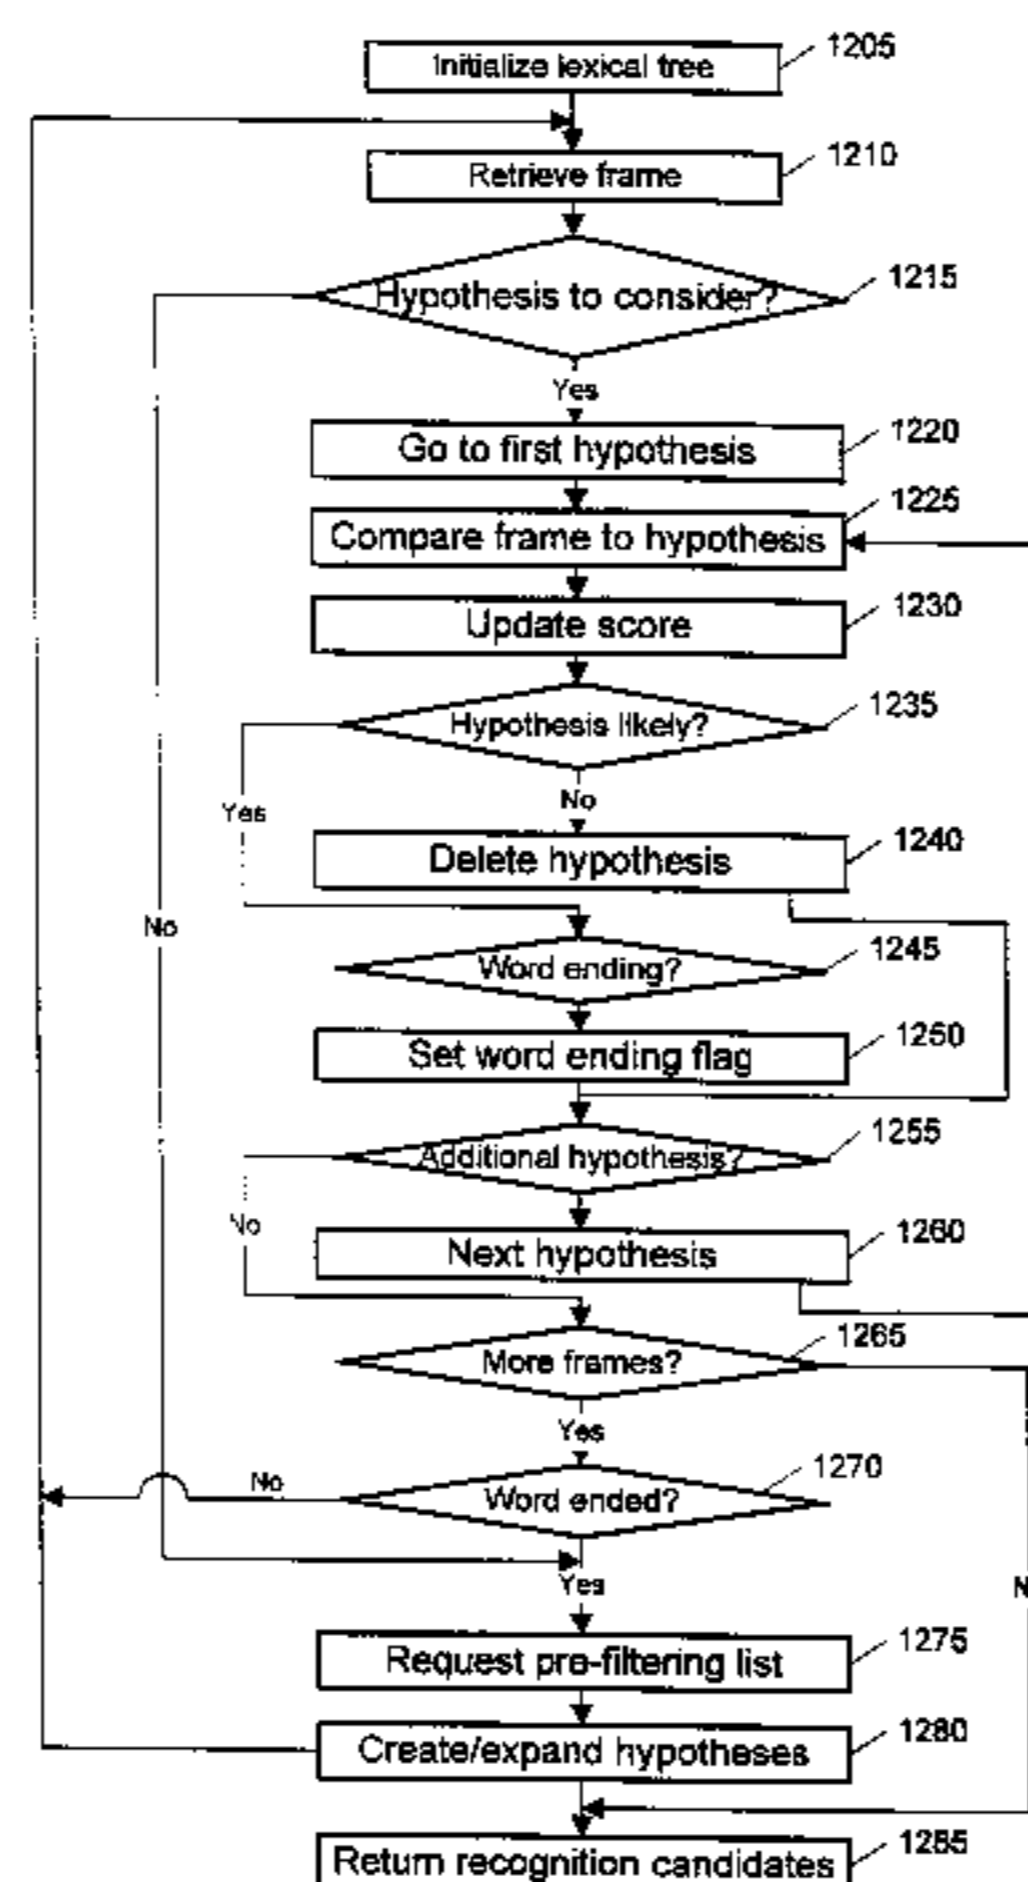 Initialize lexical tree
1205
Retrieve frame
1210
Hypothesis to consider?
1215
Yes
Go to first hypothesis
1220
Compare frame to hypothesis
1225
Update score
1230
Hypothesis likely?
1235
Yes
No
Delete hypothesis
1240
No
Word ending?
1245
Set word ending flag
1250
Additional hypothesis?
1255
No
Next hypothesis
1260
More frames?
1265
Yes
No
Word ended?
1270
Yes
N
Request pre-filtering list
1275
Create/expand hypotheses
1280
Return recognition candidates
1285